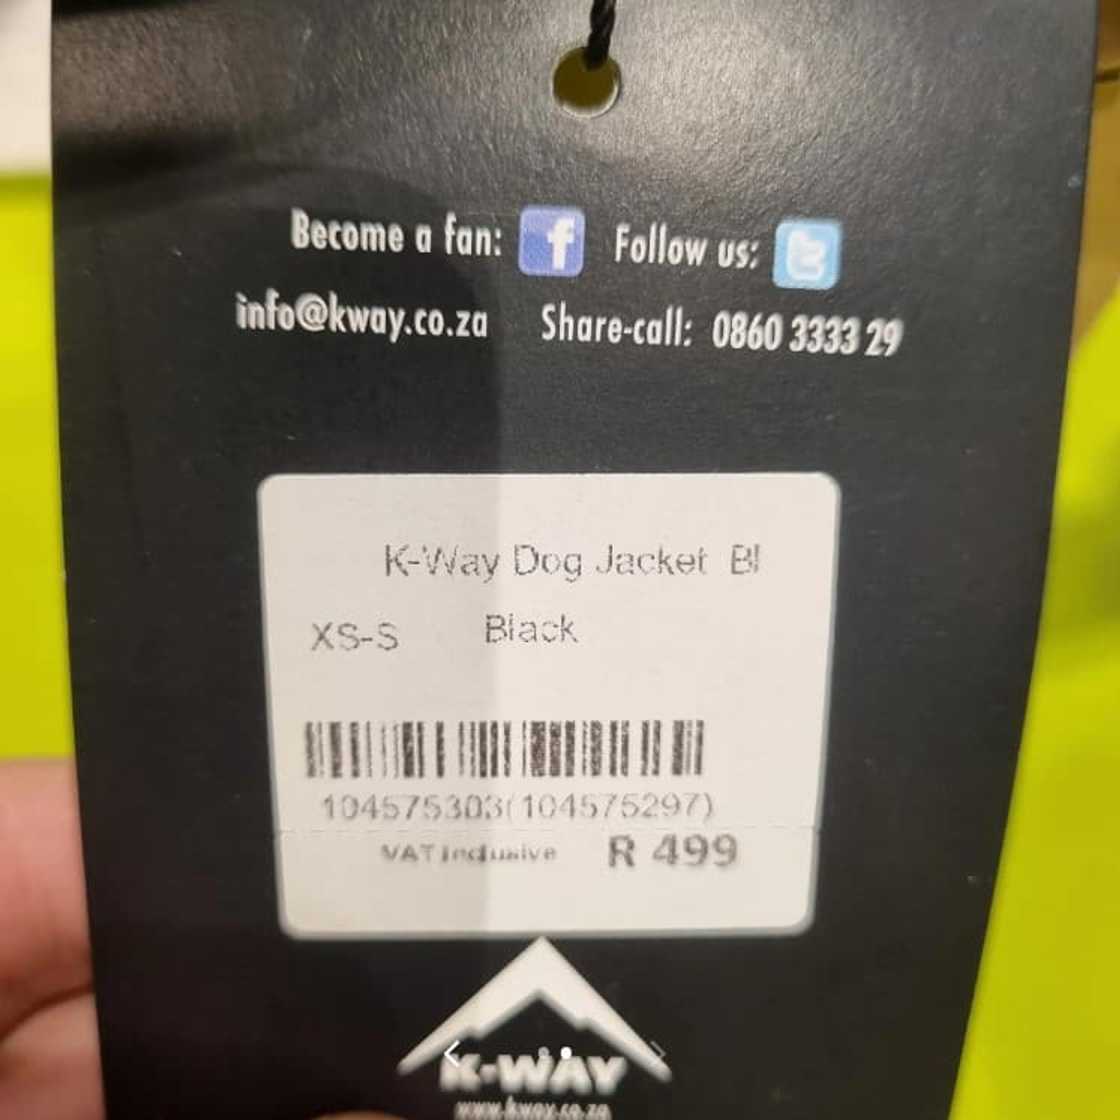 Become a fan: f Follow us: t
info@kway.co.za Share-call: 0860 3333 29
K-Way Dog Jacket Bl
XS-S Black
104575303(104575297)
VAT Inclusive R 499
K-WAY
www.kway.co.za